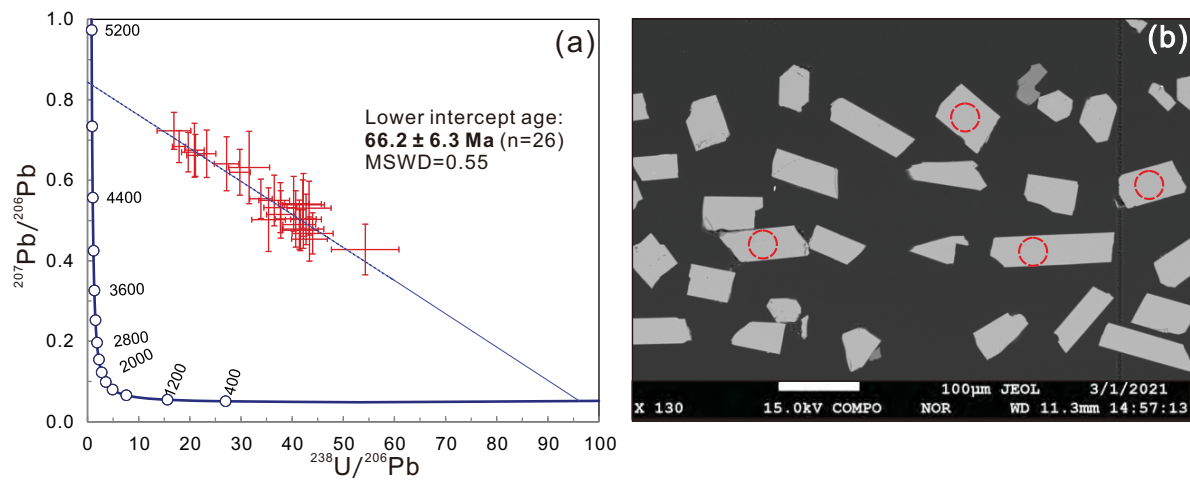 (a)
1.0
0.8
0.6
0.4
0.2
0.0
207Pb/206Pb
5200
4400
3600
2800
2000
1200
400
Lower intercept age:
66.2 ± 6.3 Ma (n=26)
MSWD=0.55
0 10 20 30 40 50 60 70 80 90 100
238U/206Pb
(b)
100μm JEOL 3/1/2021
X 130 15.0kV COMPO NOR WD 11.3mm 14:57:13